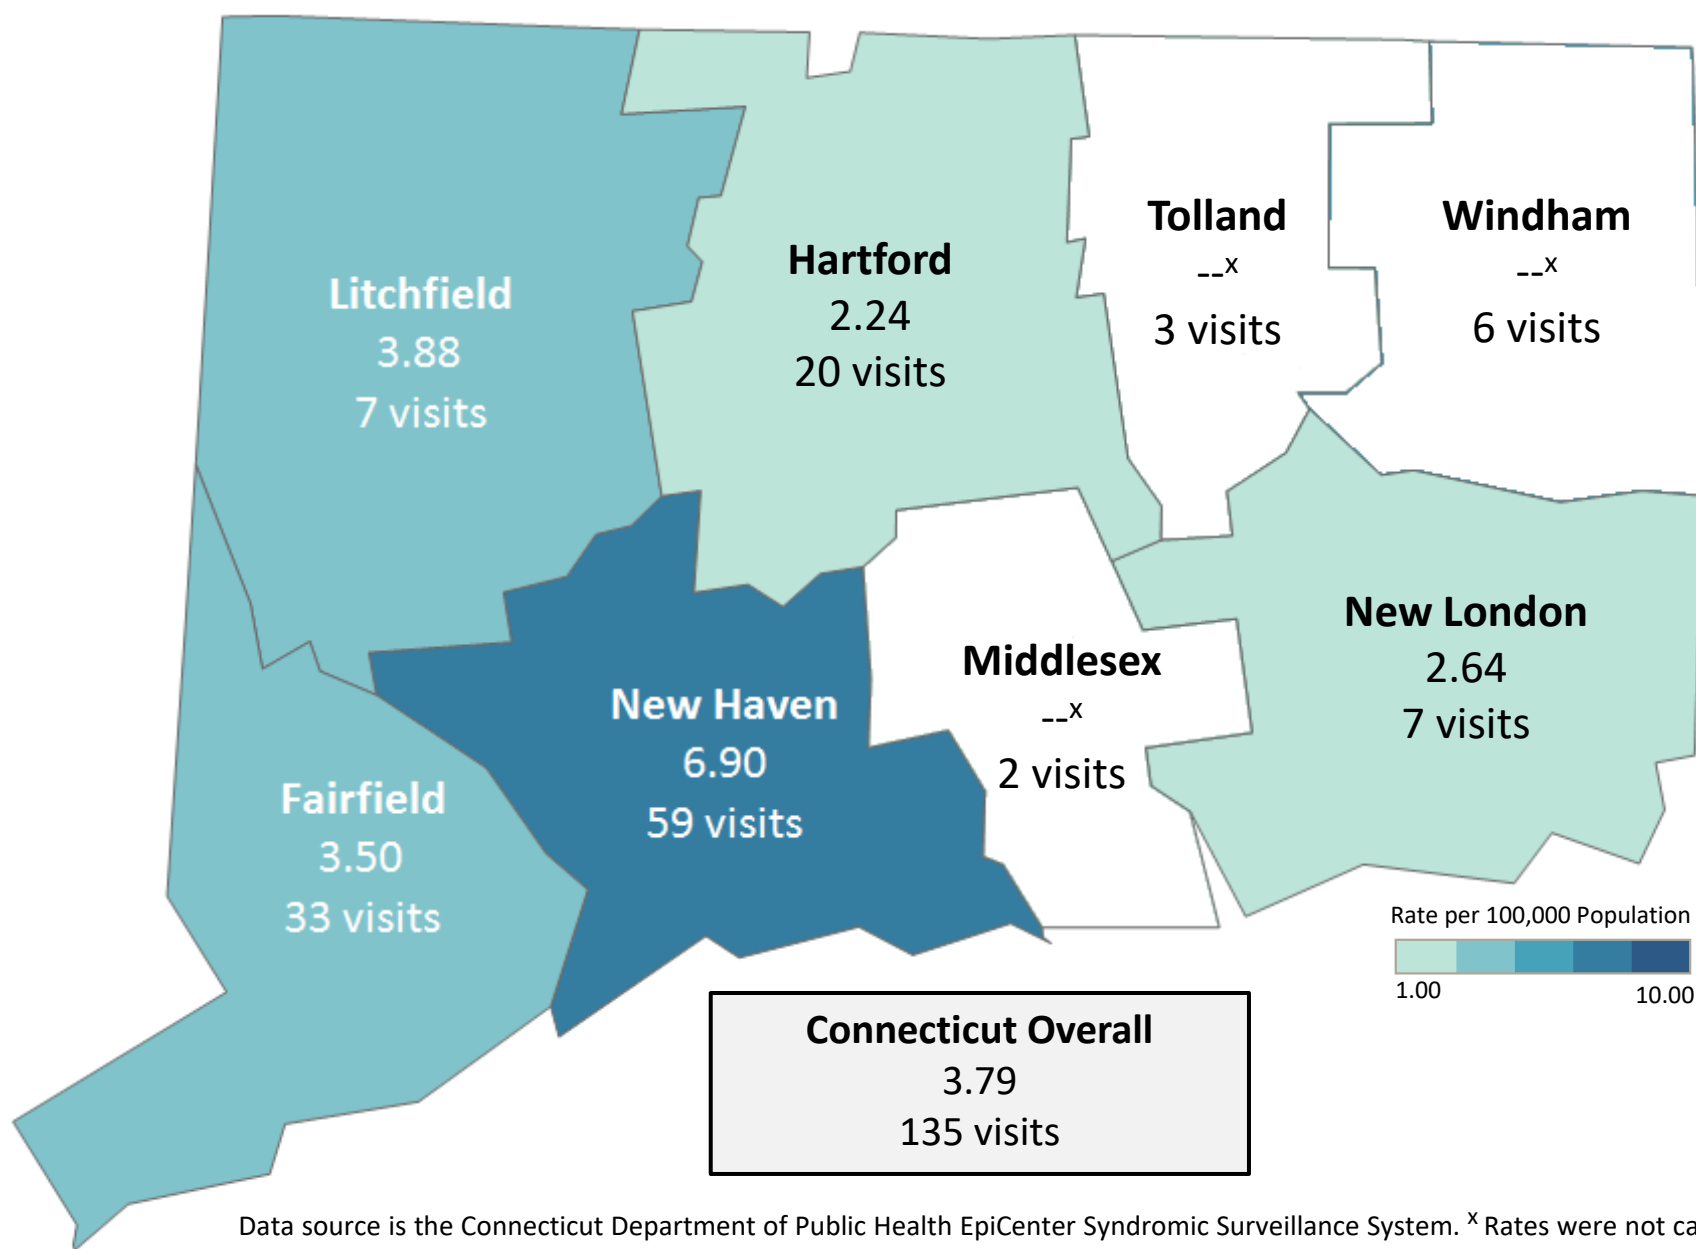 Litchfield
3.88
7 visits
Hartford
2.24
20 visits
Tolland
--x
3 visits
Windham
--x
6 visits
New Haven
6.90
59 visits
Middlesex
--x
2 visits
New London
2.64
7 visits
Fairfield
3.50
33 visits
Rate per 100,000 Population
1.00 10.00
Connecticut Overall
3.79
135 visits
Data source is the Connecticut Department of Public Health EpiCenter Syndromic Surveillance System. x Rates were not ca